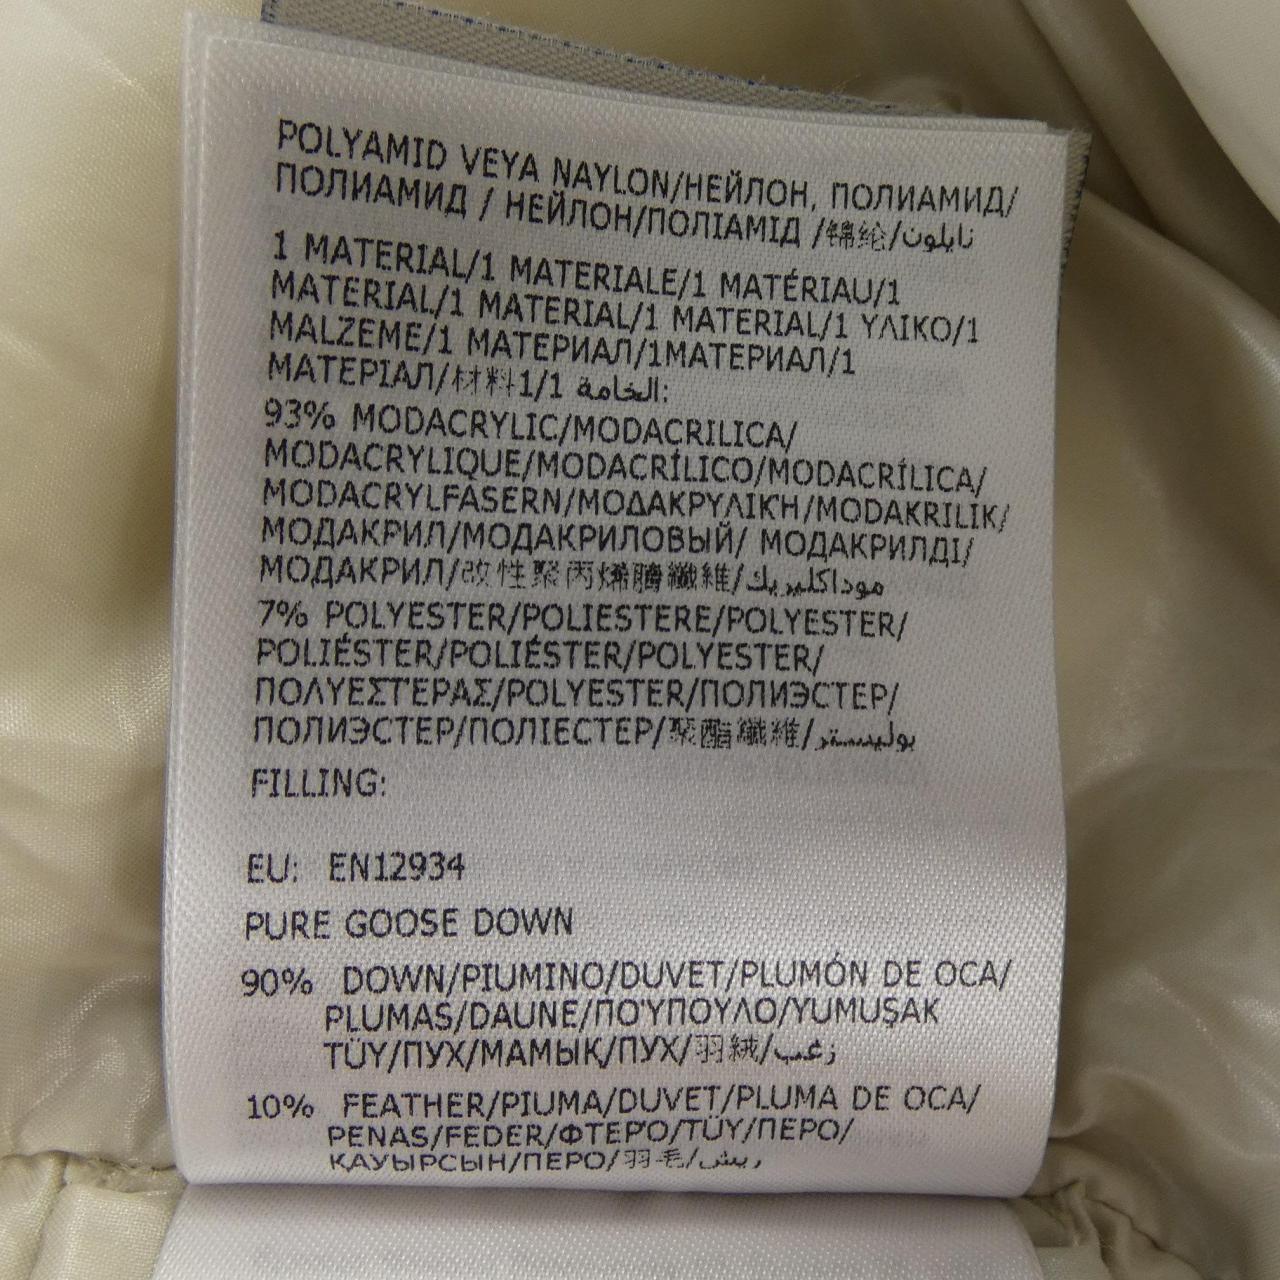 POLYAMID VEYA NAYLON/НЕЙЛОН, ПОЛИАМИД/
ПОЛИАМИД / НЕЙЛОН/ПОЛІАМІД /锦纶/نايلون
1 MATERIAL/1 MATERIALE/1 MATÉRIAU/1
MATERIAL/1 MATERIAL/1 MATERIAL/1 ΥΛΙΚΟ/1
MALZEME/1 МАТЕРИАЛ/1МАТЕРИАЛ/1
МАТЕРІАЛ/材料1/1 الخامة:
93% MODACRYLIC/MODACRILICA/
MODACRYLIQUE/MODACRÍLICO/MODACRÍLICA/
MODACRYLFASERN/ΜΟΔΑΚΡΥΛΙΚΉ/MODAKRILIK/
МОДАКРИЛ/МОДАКРИЛОВЫЙ/ МОДАКРИЛДІ/
МОДАКРИЛ/改性聚丙烯腈纖維/موداكليريك
7% POLYESTER/POLIESTERE/POLYESTER/
POLIÉSTER/POLIÉSTER/POLYESTER/
ΠΟΛΥΕΣΤΈΡΑΣ/POLYESTER/ПОЛИЭСТЕР/
ПОЛИЭСТЕР/ПОЛІЕСТЕР/聚酯纖維/بوليستر
FILLING:
EU: EN12934
PURE GOOSE DOWN
90% DOWN/PIUMINO/DUVET/PLUMÓN DE OCA/
PLUMAS/DAUNE/ΠΟΎΠΟΥΛΟ/YUMUŞAK
TÜY/ПУХ/МАМЫҚ/ПУХ/羽絨/زغب
10% FEATHER/PIUMA/DUVET/PLUMA DE OCA/
PENAS/FEDER/ΦΤΕΡΌ/TÜY/ПЕРО/
ҚАУЫРСЫН/ПЕРО/羽毛/ريش